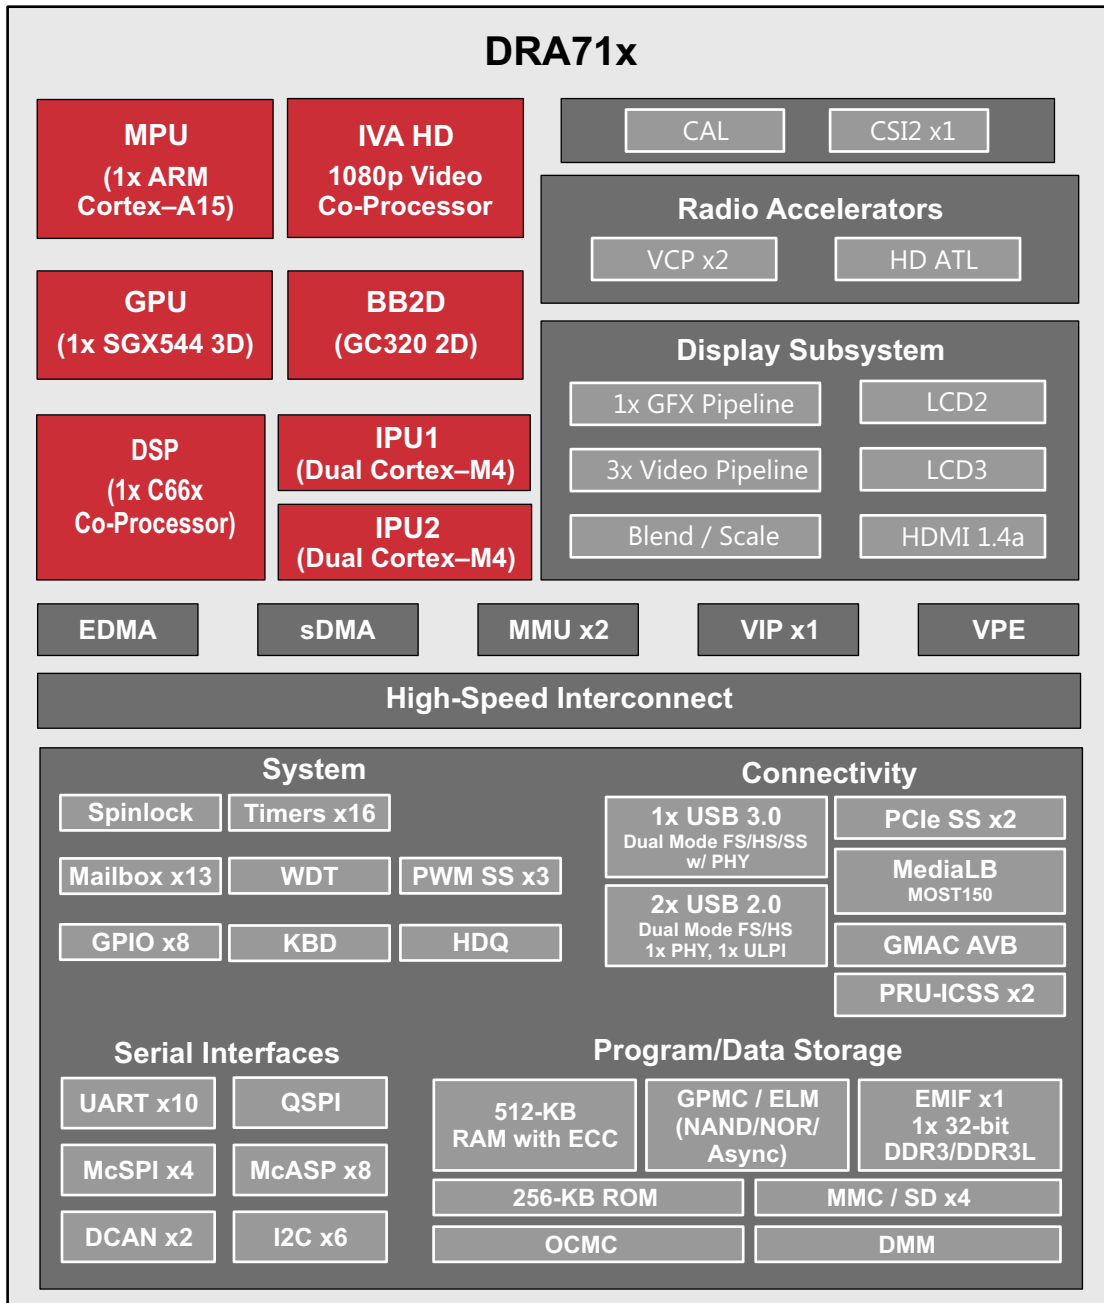 DRA71x
MPU
(1x ARM
Cortex–A15)
IVA HD
1080p Video
Co-Processor
CAL
CSI2 x1
Radio Accelerators
VCP x2
HD ATL
GPU
(1x SGX544 3D)
BB2D
(GC320 2D)
Display Subsystem
1x GFX Pipeline
LCD2
3x Video Pipeline
LCD3
Blend / Scale
HDMI 1.4a
DSP
(1x C66x
Co-Processor)
IPU1
(Dual Cortex–M4)
IPU2
(Dual Cortex–M4)
EDMA
sDMA
MMU x2
VIP x1
VPE
High-Speed Interconnect
System
Spinlock
Timers x16
Mailbox x13
WDT
PWM SS x3
GPIO x8
KBD
HDQ
Connectivity
1x USB 3.0
Dual Mode FS/HS/SS
w/ PHY
2x USB 2.0
Dual Mode FS/HS
1x PHY, 1x ULPI
PCIe SS x2
MediaLB
MOST150
GMAC AVB
PRU-ICSS x2
Serial Interfaces
UART x10
QSPI
McSPI x4
McASP x8
DCAN x2
I2C x6
Program/Data Storage
512-KB
RAM with ECC
GPMC / ELM
(NAND/NOR/
Async)
EMIF x1
1x 32-bit
DDR3/DDR3L
256-KB ROM
MMC / SD x4
OCMC
DMM